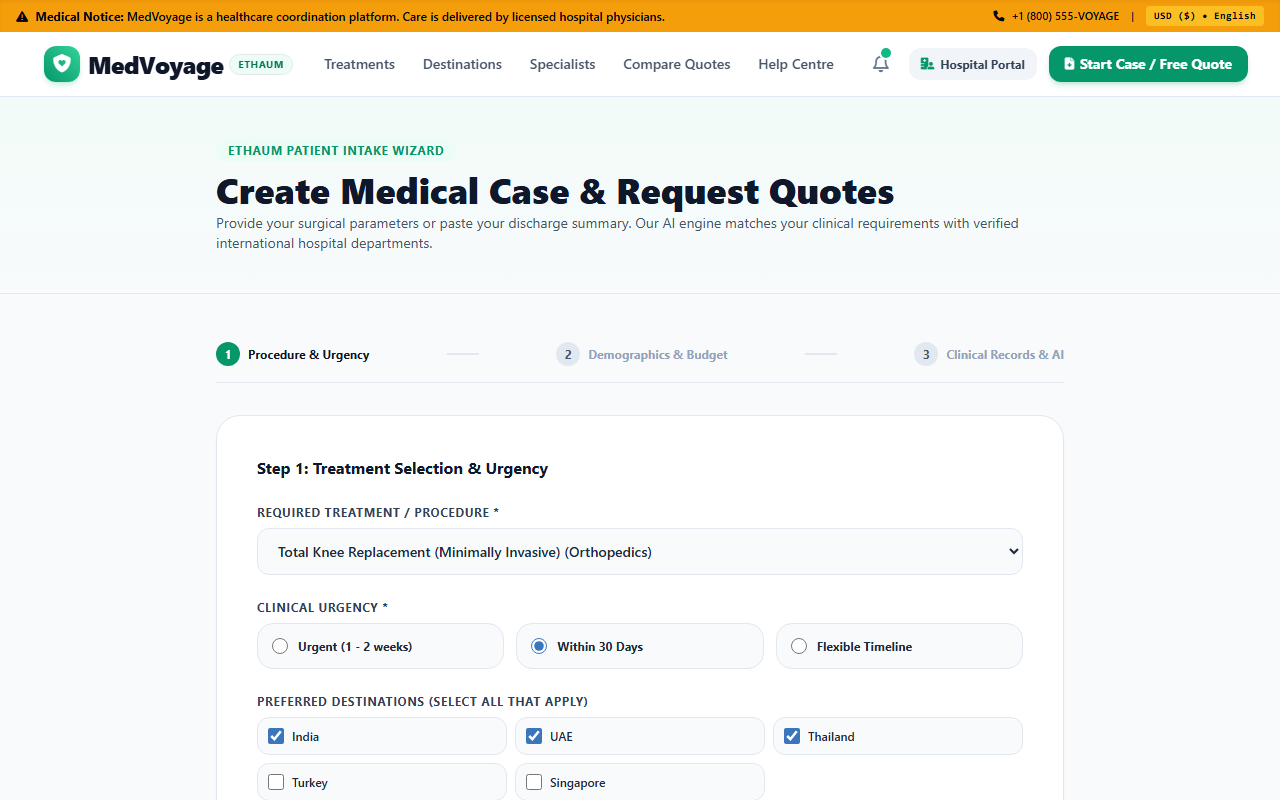 Medical Notice: MedVoyage is a healthcare coordination platform. Care is delivered by licensed hospital physicians.
+1 (800) 555-VOYAGE | USD ($) • English
MedVoyage ETHAUM Treatments Destinations Specialists Compare Quotes Help Centre Hospital Portal Start Case / Free Quote
ETHAUM PATIENT INTAKE WIZARD
Create Medical Case & Request Quotes
Provide your surgical parameters or paste your discharge summary. Our AI engine matches your clinical requirements with verified
international hospital departments.
1 Procedure & Urgency 2 Demographics & Budget 3 Clinical Records & AI
Step 1: Treatment Selection & Urgency
REQUIRED TREATMENT / PROCEDURE *
Total Knee Replacement (Minimally Invasive) (Orthopedics)
CLINICAL URGENCY *
Urgent (1 - 2 weeks) Within 30 Days Flexible Timeline
PREFERRED DESTINATIONS (SELECT ALL THAT APPLY)
India UAE Thailand
Turkey Singapore